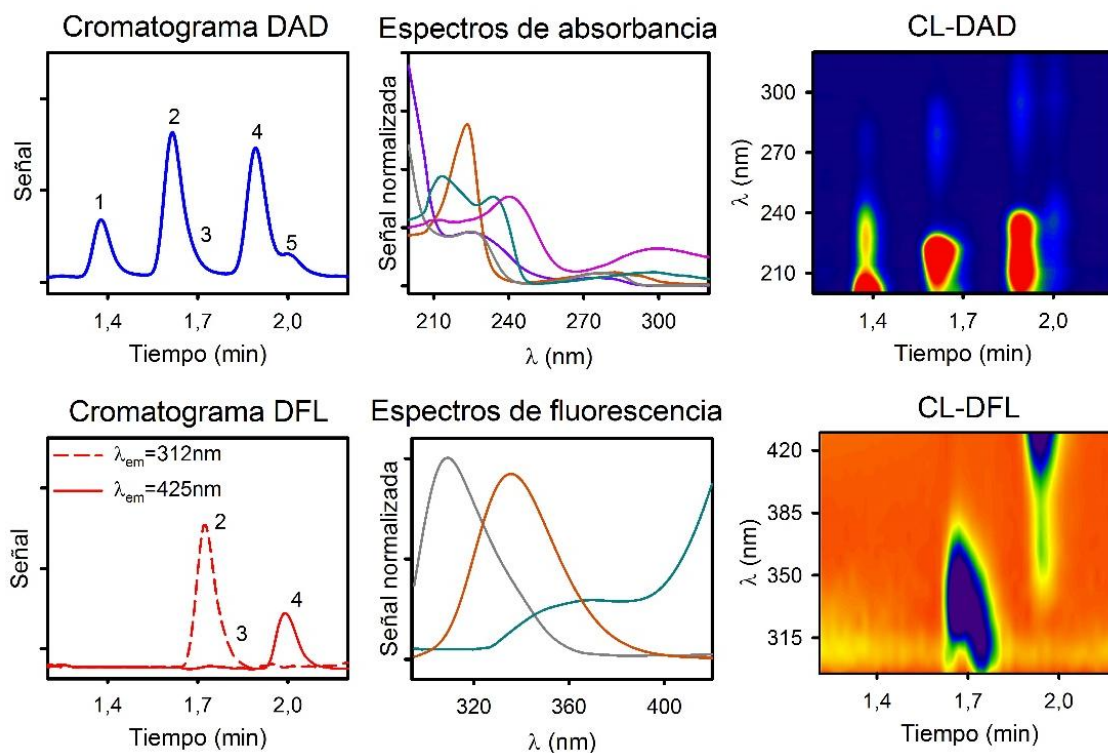 Cromatograma DAD
Señal
1
2
3
4
5
1,4 1,7 2,0
Tiempo (min)
Espectros de absorbancia
Señal normalizada
210 240 270 300
λ (nm)
CL-DAD
λ (nm)
300
270
240
210
1,4 1,7 2,0
Tiempo (min)
Cromatograma DFL
λem=312nm
λem=425nm
Señal
2
3
4
1,4 1,7 2,0
Tiempo (min)
Espectros de fluorescencia
Señal normalizada
320 360 400
λ (nm)
CL-DFL
λ (nm)
420
385
350
315
1,4 1,7 2,0
Tiempo (min)